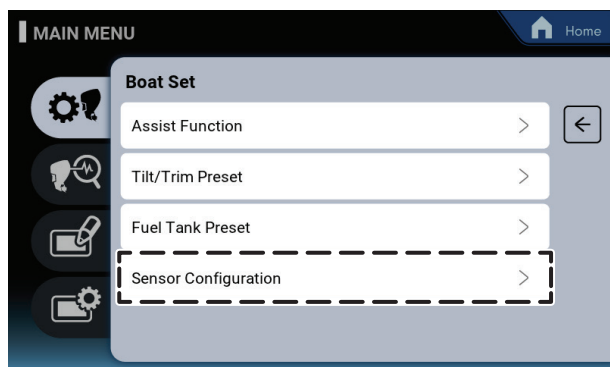 MAIN MENU
Home
Boat Set
Assist Function
Tilt/Trim Preset
Fuel Tank Preset
Sensor Configuration